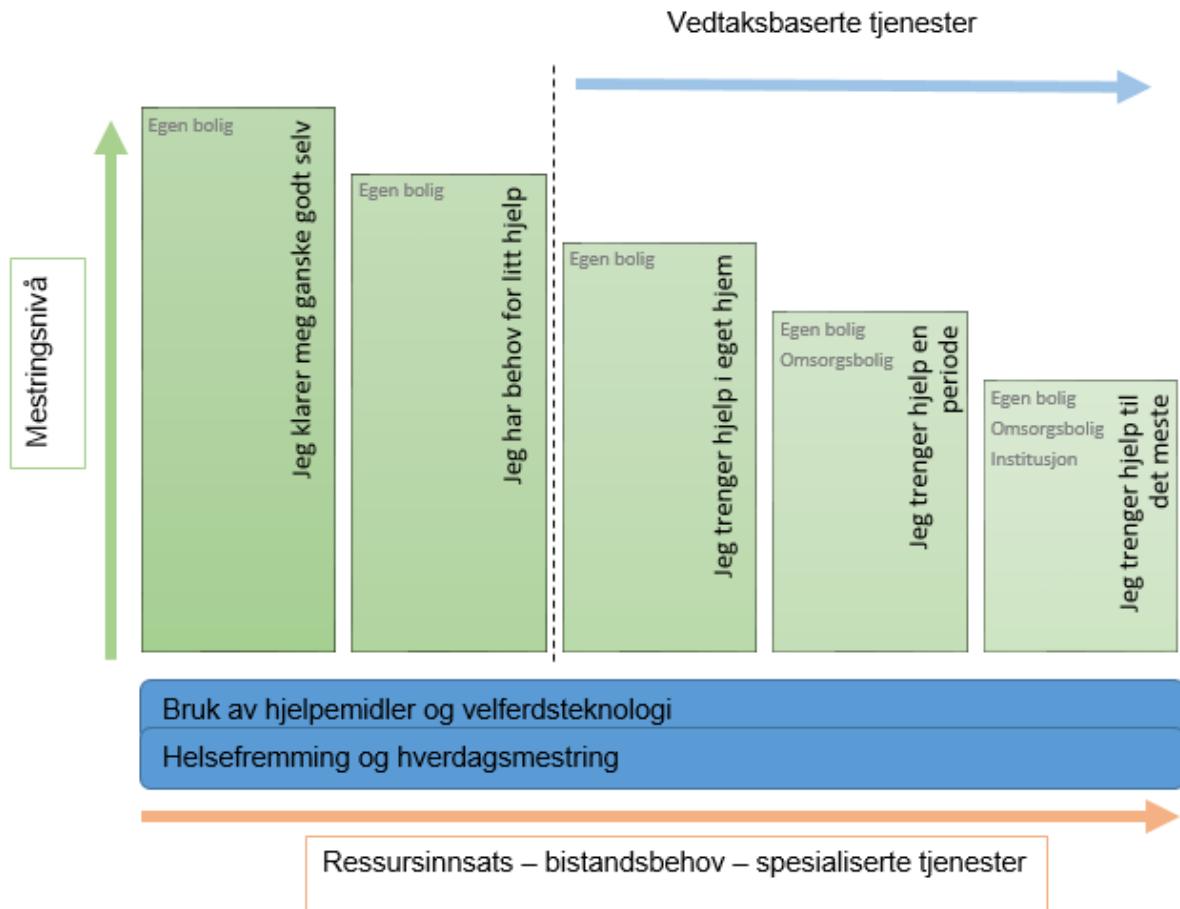 Vedtaksbaserte tjenester
Mestringsnivå
Egen bolig
Jeg klarer meg ganske godt selv
Egen bolig
Jeg har behov for litt hjelp
Egen bolig
Jeg trenger hjelp i eget hjem
Egen bolig
Omsorgsbolig
Jeg trenger hjelp en
periode
Egen bolig
Omsorgsbolig
Institusjon
Jeg trenger hjelp til
det meste
Bruk av hjelpemidler og velferdsteknologi
Helsefremming og hverdagsmestring
Ressursinnsats – bistandsbehov – spesialiserte tjenester